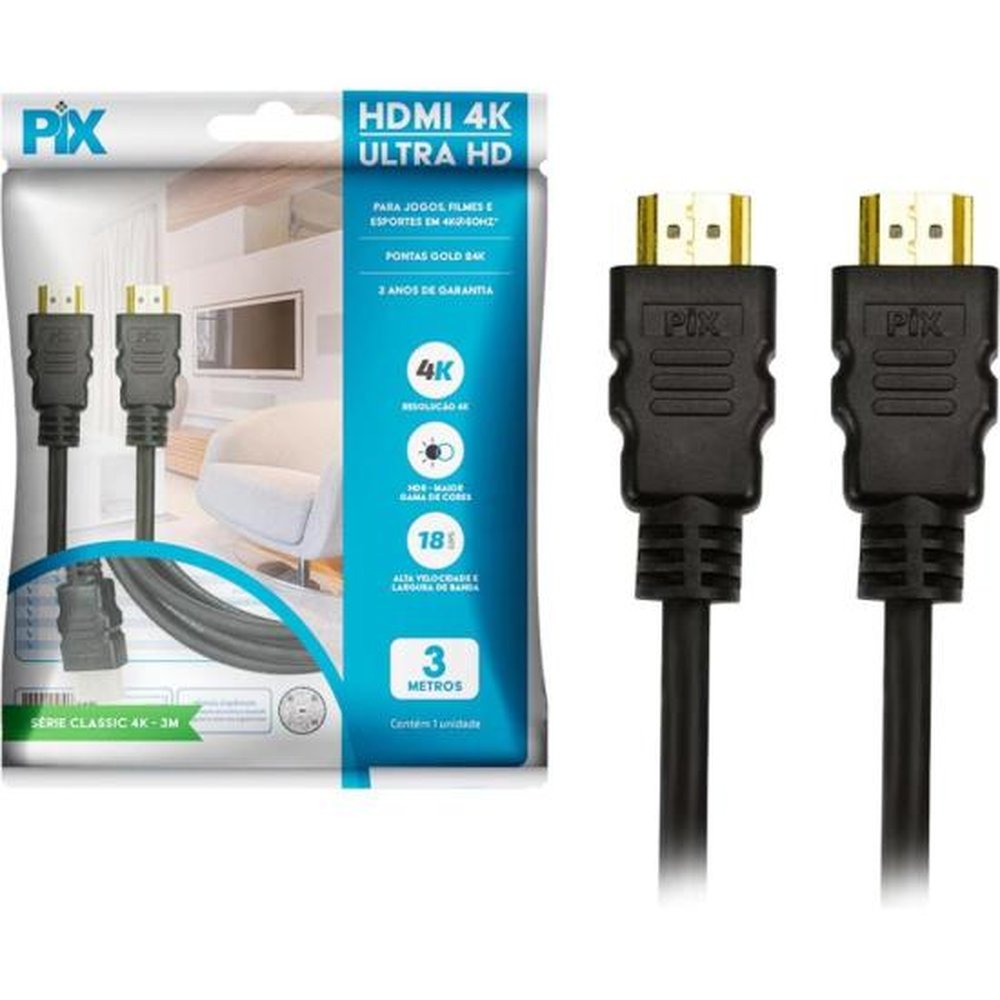 PIX
HDMI 4K
ULTRA HD
PARA JOGOS, FILMES E
ESPORTES EM 4K@60HZ*
PONTAS GOLD 24K
3 ANOS DE GARANTIA
4K
RESOLUÇÃO 4K
HDR - MAIOR
GAMA DE CORES
18 GBPS
ALTA VELOCIDADE E
LARGURA DE BANDA
3
METROS
Contém 1 unidade
SÉRIE CLASSIC 4K - 3M
PIX
PIX